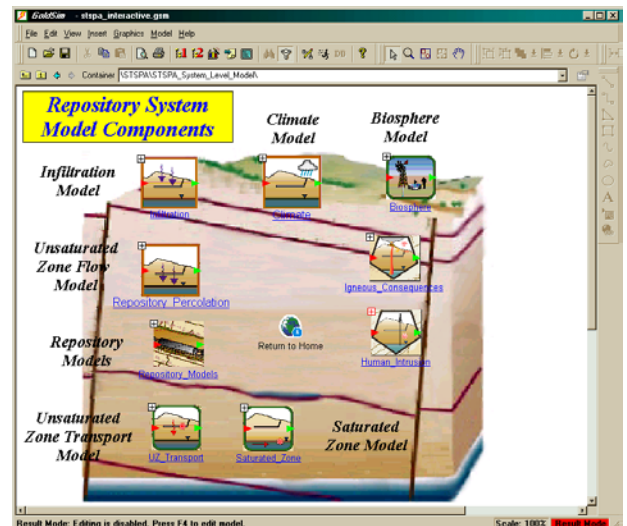 GoldSim - stspa_interactive.gsm
File Edit View Insert Graphics Model Help
Container \STSPA\STSPA_System_Level_Model\
Repository System
Model Components
Climate
Model
Biosphere
Model
Infiltration
Model
Infiltration
Climate
Biosphere
Unsaturated
Zone Flow
Model
Repository_Percolation
Igneous_Consequences
Repository
Models
Repository_Models
Return to Home
Human_Intrusion
Unsaturated
Zone Transport
Model
UZ_Transport
Saturated_Zone
Saturated
Zone Model
Result Mode: Editing is disabled. Press F4 to edit model.
Scale: 100% Result Mode